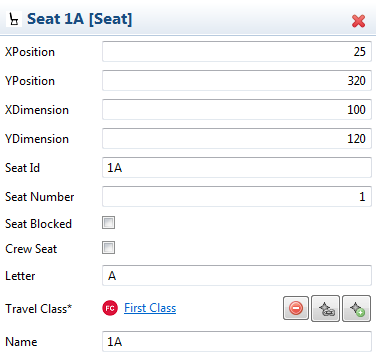 Seat 1A [Seat]
XPosition 25
YPosition 320
XDimension 100
YDimension 120
Seat Id 1A
Seat Number 1
Seat Blocked
Crew Seat
Letter A
Travel Class* FC First Class
Name 1A